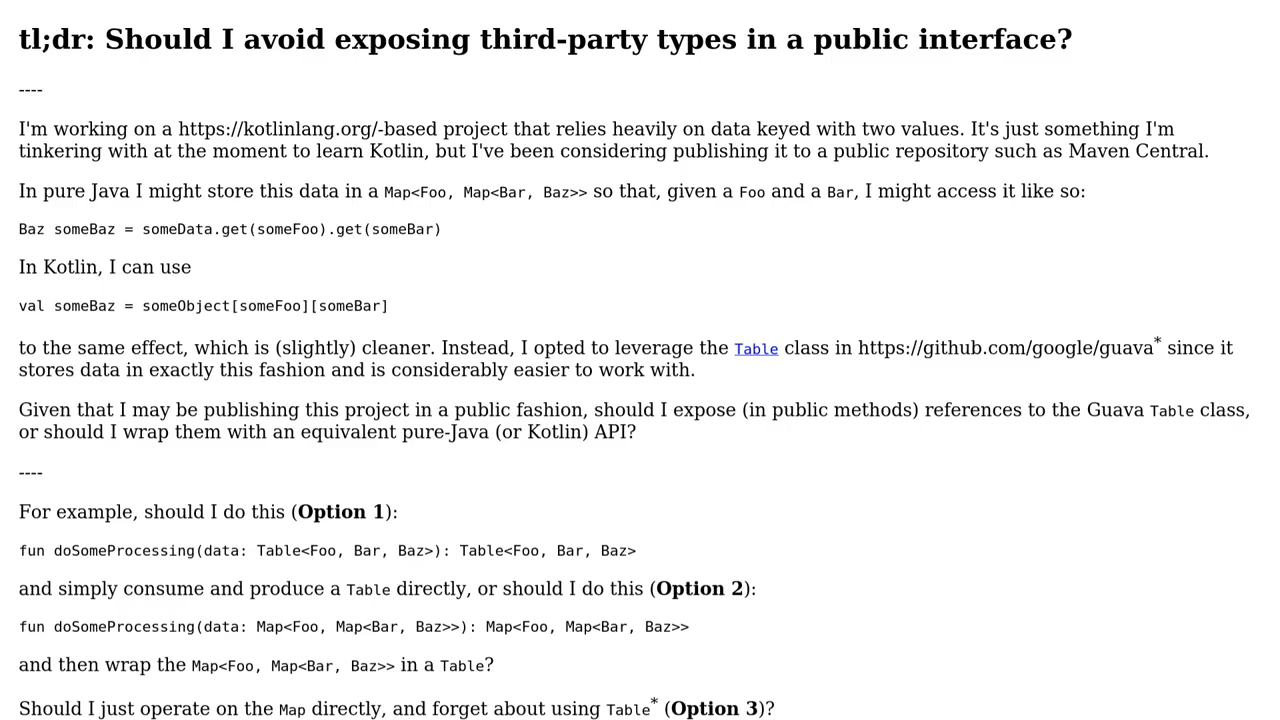 tl;dr: Should I avoid exposing third-party types in a public interface?
----
I'm working on a https://kotlinlang.org/-based project that relies heavily on data keyed with two values. It's just something I'm
tinkering with at the moment to learn Kotlin, but I've been considering publishing it to a public repository such as Maven Central.
In pure Java I might store this data in a Map<Foo, Map<Bar, Baz>> so that, given a Foo and a Bar, I might access it like so:
Baz someBaz = someData.get(someFoo).get(someBar)
In Kotlin, I can use
val someBaz = someObject[someFoo][someBar]
to the same effect, which is (slightly) cleaner. Instead, I opted to leverage the Table class in https://github.com/google/guava* since it
stores data in exactly this fashion and is considerably easier to work with.
Given that I may be publishing this project in a public fashion, should I expose (in public methods) references to the Guava Table class,
or should I wrap them with an equivalent pure-Java (or Kotlin) API?
----
For example, should I do this (Option 1):
fun doSomeProcessing(data: Table<Foo, Bar, Baz>): Table<Foo, Bar, Baz>
and simply consume and produce a Table directly, or should I do this (Option 2):
fun doSomeProcessing(data: Map<Foo, Map<Bar, Baz>>): Map<Foo, Map<Bar, Baz>>
and then wrap the Map<Foo, Map<Bar, Baz>> in a Table?
Should I just operate on the Map directly, and forget about using Table* (Option 3)?